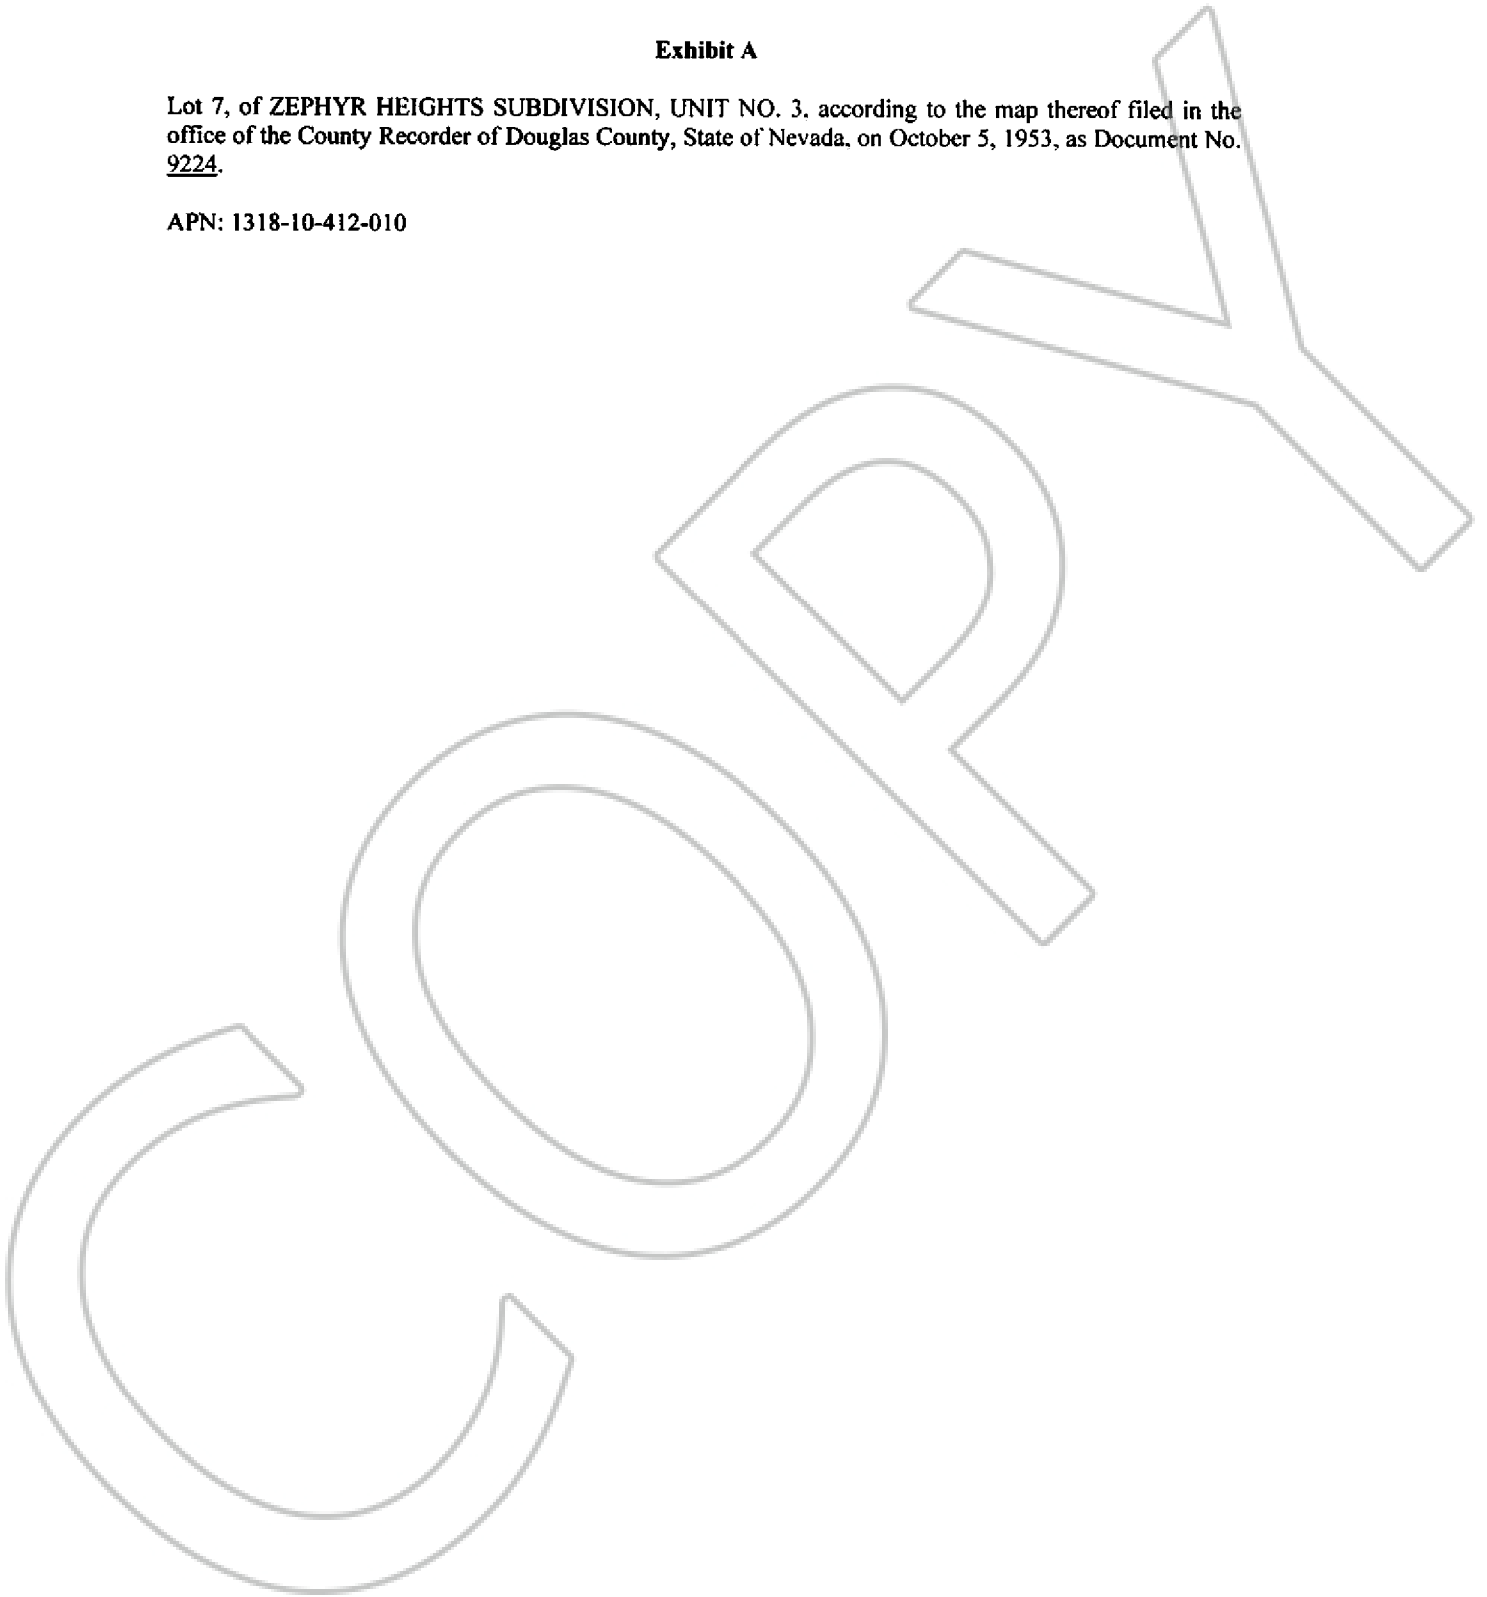 Exhibit A
Lot 7, of ZEPHYR HEIGHTS SUBDIVISION, UNIT NO. 3. according to the map thereof filed in the
office of the County Recorder of Douglas County, State of Nevada. on October 5, 1953, as Document No.
9224.
APN: 1318-10-412-010
COPY